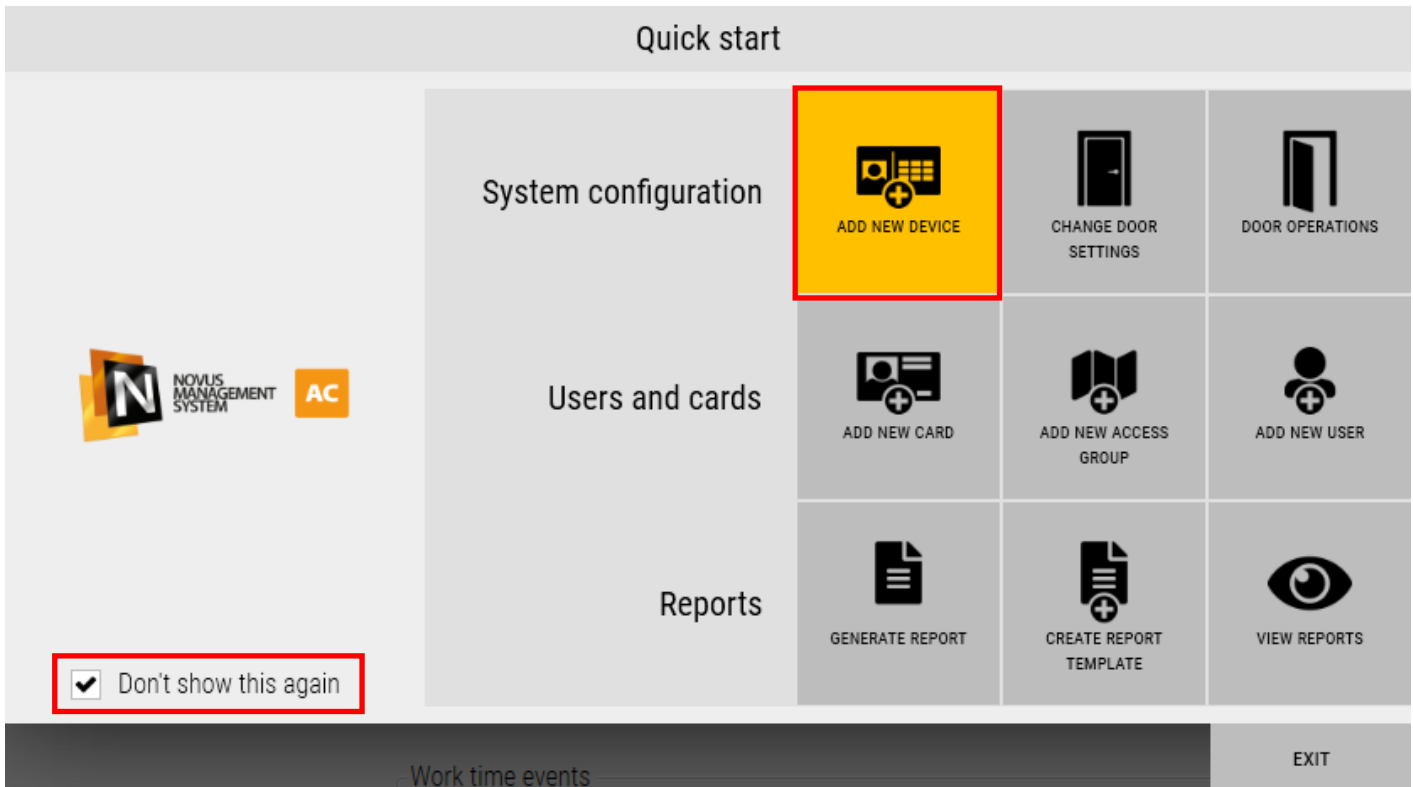 Quick start
System configuration
ADD NEW DEVICE
CHANGE DOOR
SETTINGS
DOOR OPERATIONS
N
NOVUS
MANAGEMENT
SYSTEM
AC
Users and cards
ADD NEW CARD
ADD NEW ACCESS
GROUP
ADD NEW USER
Reports
GENERATE REPORT
CREATE REPORT
TEMPLATE
VIEW REPORTS
Don't show this again
Work time events
EXIT